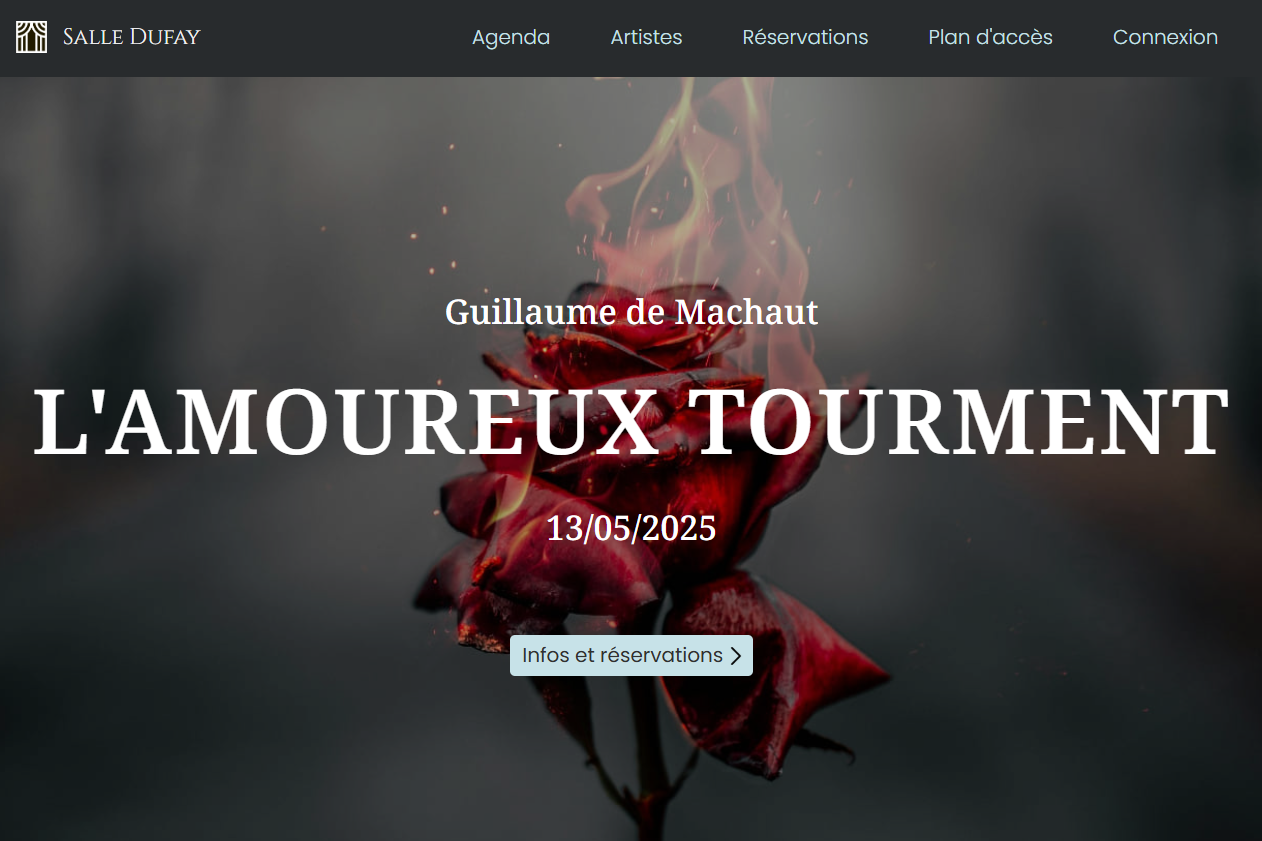 Salle Dufay
Agenda
Artistes
Réservations
Plan d'accès
Connexion
Guillaume de Machaut
L'AMOUREUX TOURMENT
13/05/2025
Infos et réservations